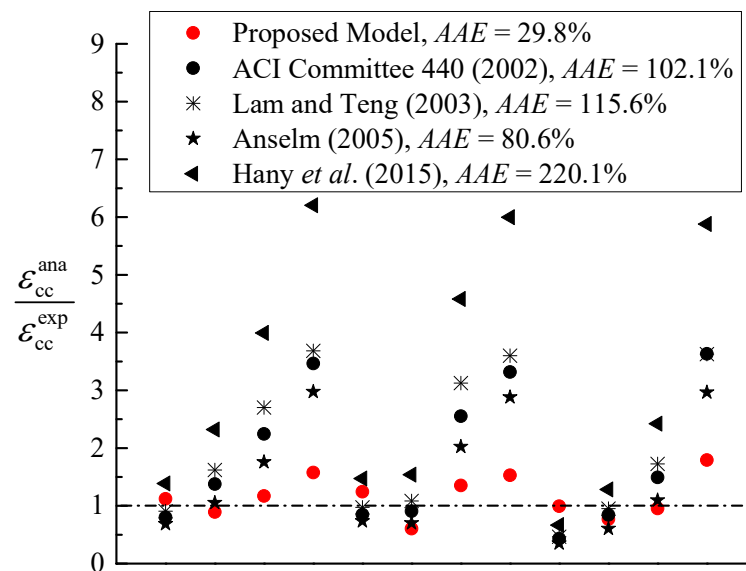 9
8
7
6
5
4
3
2
1
0
Proposed Model, AAE = 29.8%
ACI Committee 440 (2002), AAE = 102.1%
Lam and Teng (2003), AAE = 115.6%
Anselm (2005), AAE = 80.6%
Hany et al. (2015), AAE = 220.1%
ε_cc^ana
ε_cc^exp